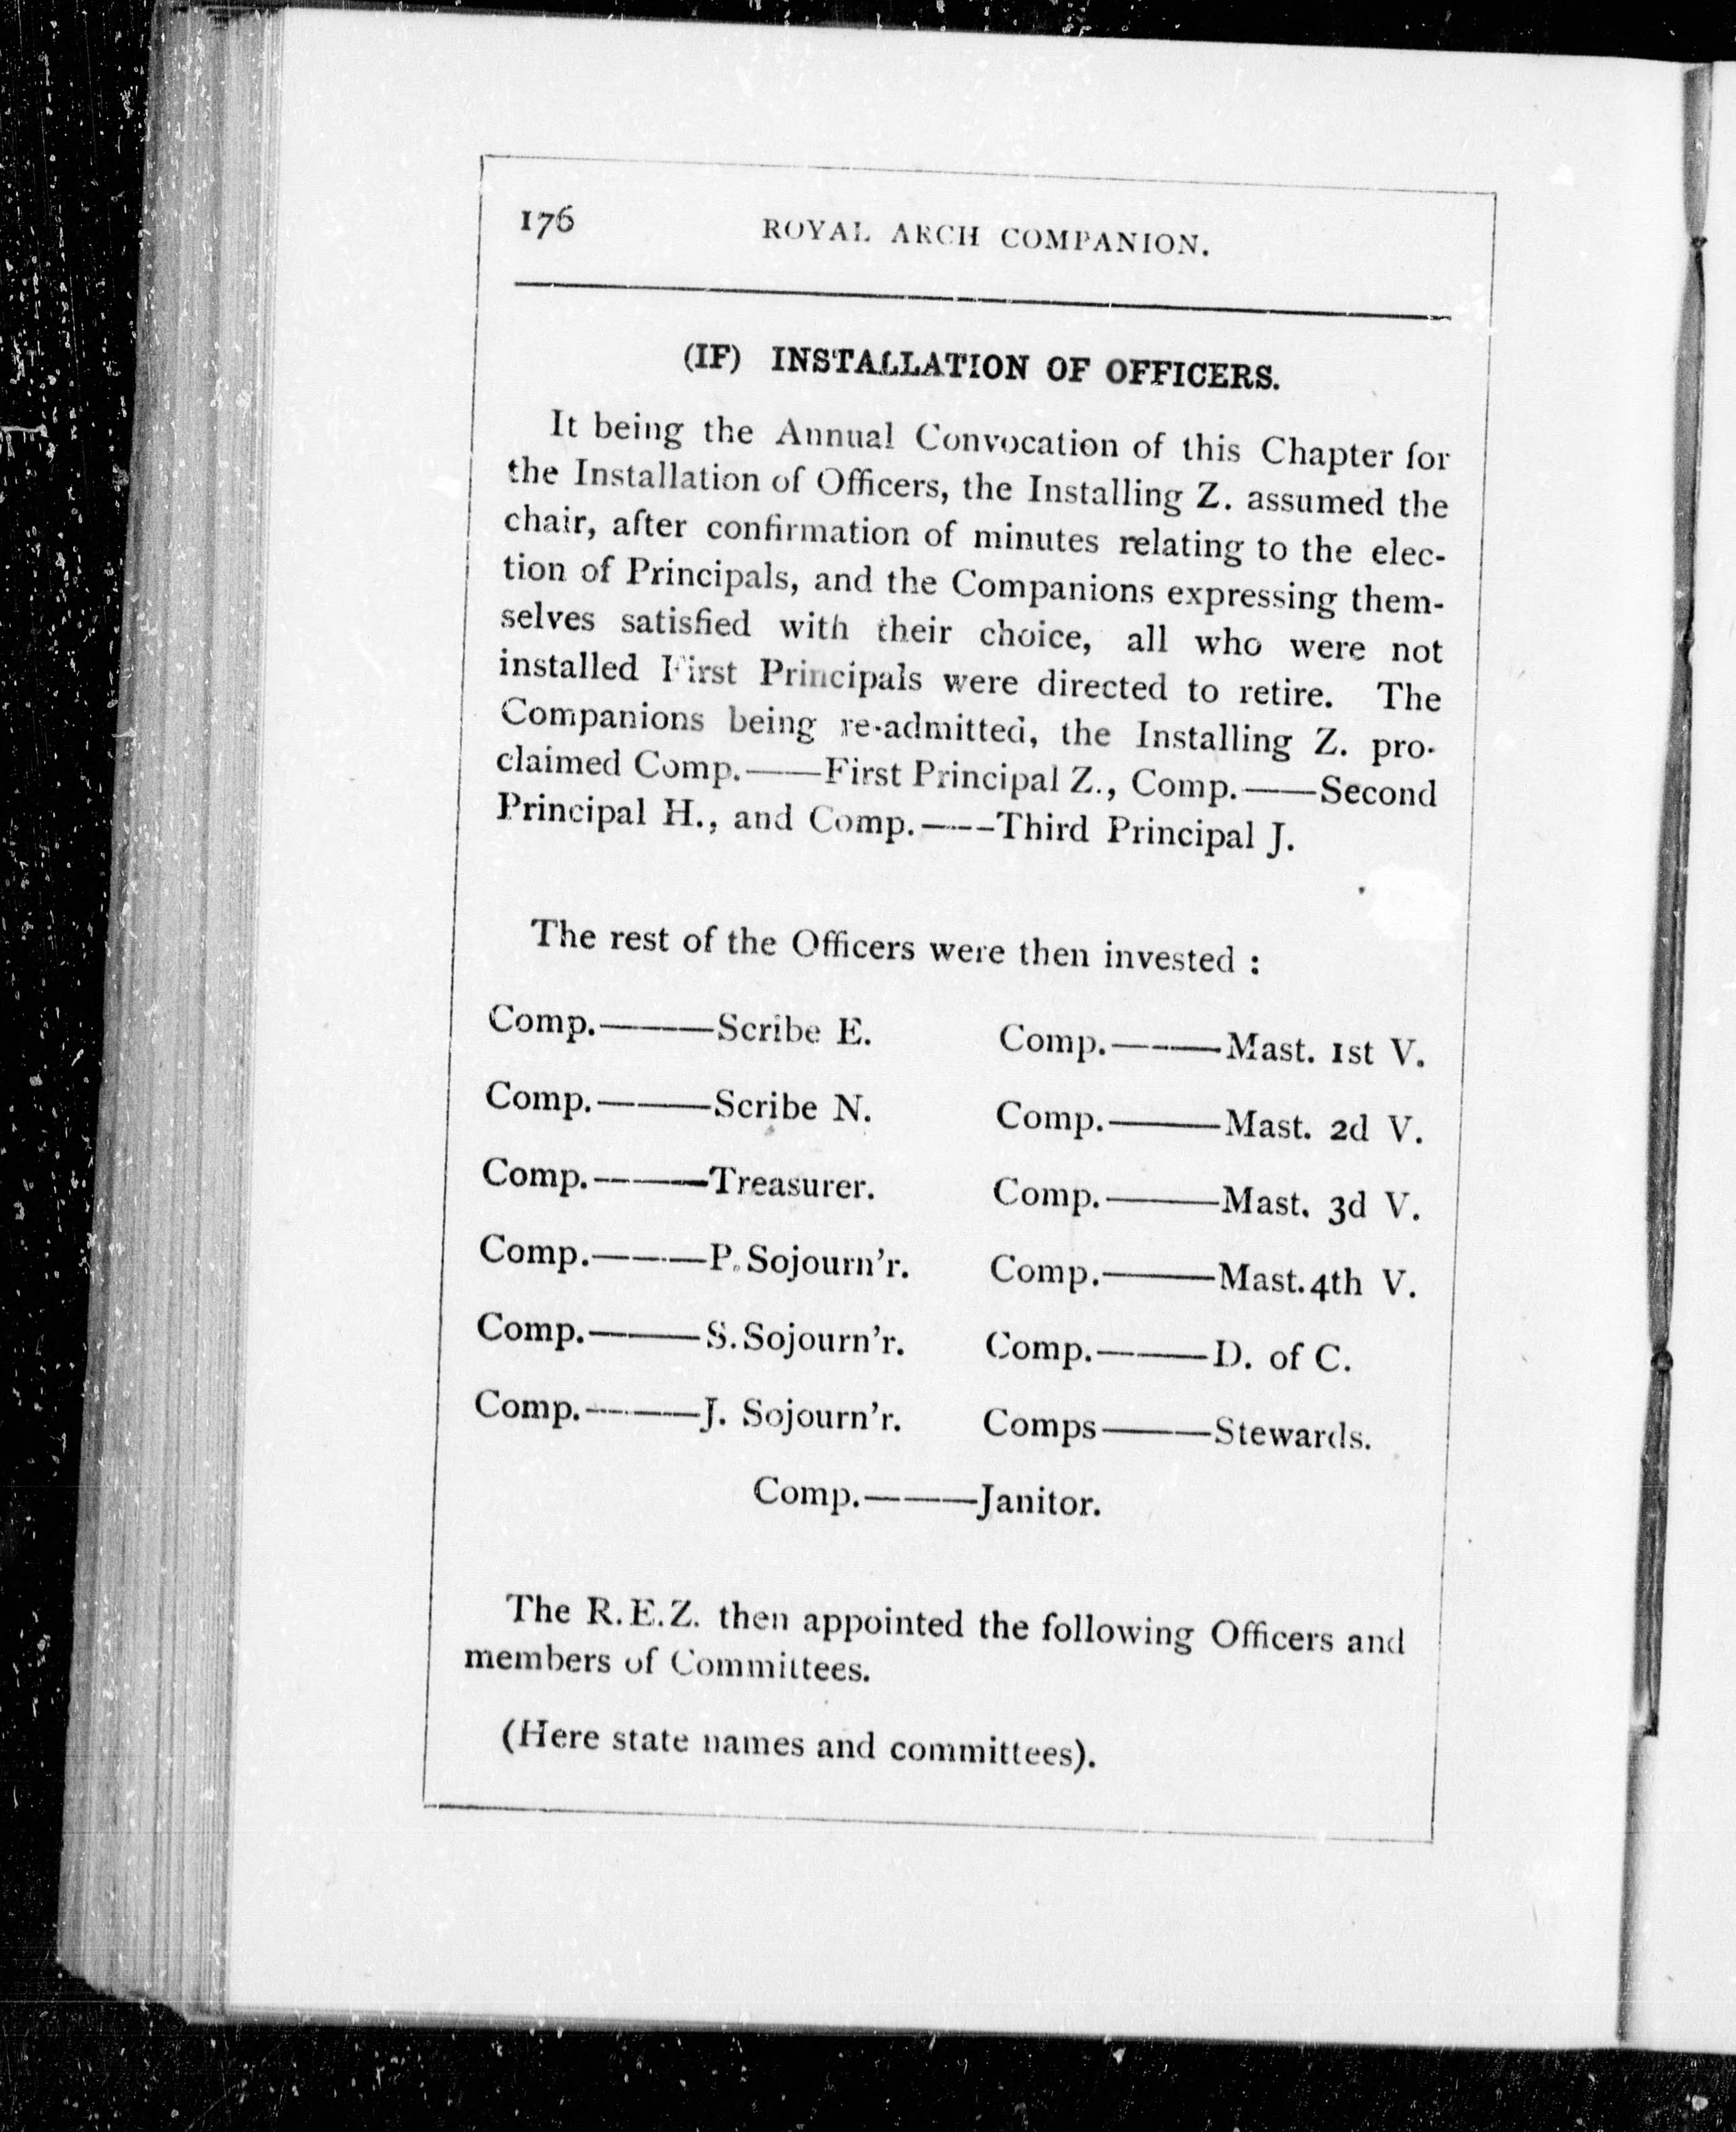 176 ROYAL ARCH COMPANION.
(IF) INSTALLATION OF OFFICERS.
It being the Annual Convocation of this Chapter for
the Installation of Officers, the Installing Z. assumed the
chair, after confirmation of minutes relating to the elec-
tion of Principals, and the Companions expressing them-
selves satisfied with their choice, all who were not
installed First Principals were directed to retire. The
Companions being re-admitted, the Installing Z. pro-
claimed Comp.——First Principal Z., Comp.——Second
Principal H., and Comp.——Third Principal J.
The rest of the Officers were then invested :
Comp.———Scribe E. Comp.———Mast. 1st V.
Comp.———Scribe N. Comp.———Mast. 2d V.
Comp.———Treasurer. Comp.———Mast. 3d V.
Comp.———P. Sojourn'r. Comp.———Mast. 4th V.
Comp.———S. Sojourn'r. Comp.———D. of C.
Comp.———J. Sojourn'r. Comps———Stewards.
Comp.———Janitor.
The R.E.Z. then appointed the following Officers and
members of Committees.
(Here state names and committees).